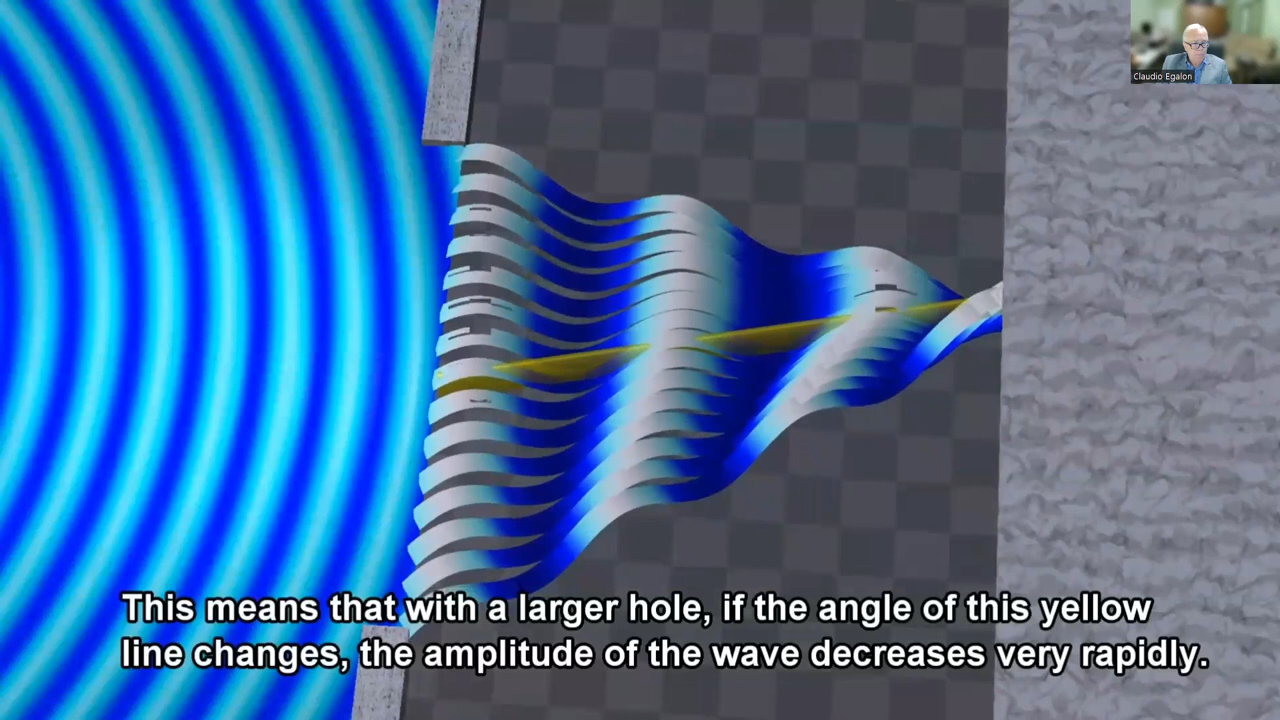 Claudio Egalon
This means that with a larger hole, if the angle of this yellow
line changes, the amplitude of the wave decreases very rapidly.